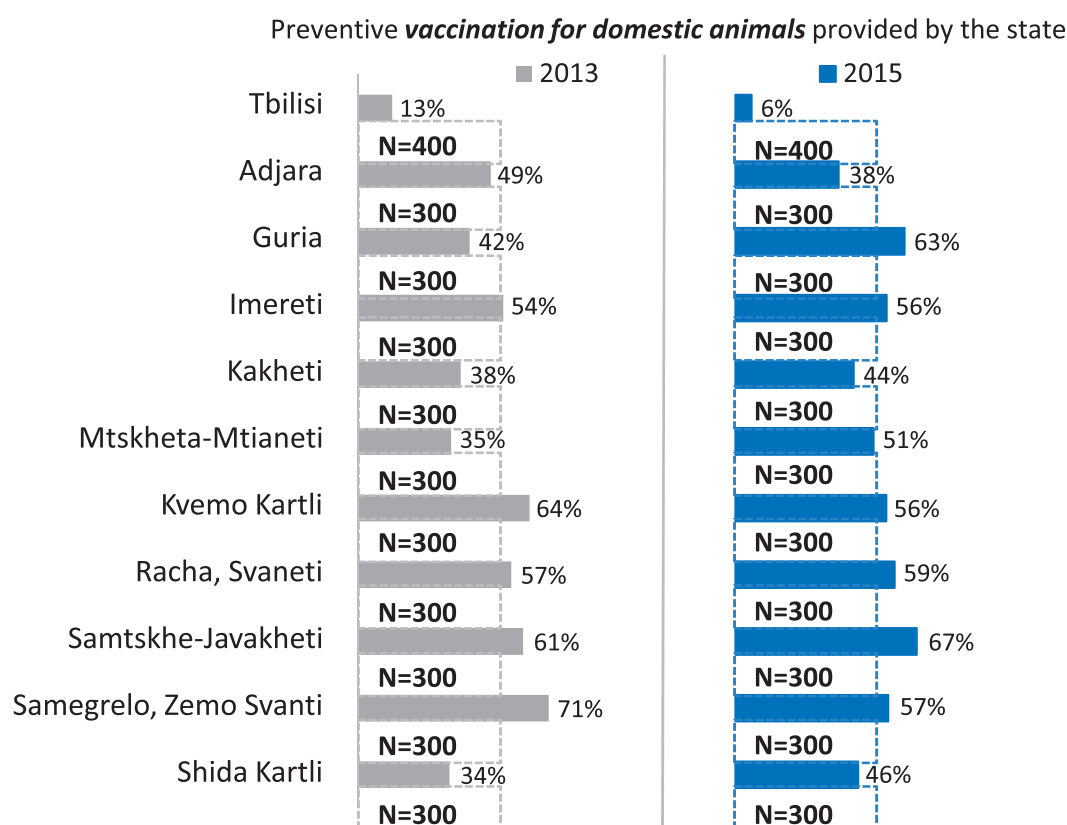 Preventive vaccination for domestic animals provided by the state
2013 2015
Tbilisi 13% 6%
N=400 N=400
Adjara 49% 38%
N=300 N=300
Guria 42% 63%
N=300 N=300
Imereti 54% 56%
N=300 N=300
Kakheti 38% 44%
N=300 N=300
Mtskheta-Mtianeti 35% 51%
N=300 N=300
Kvemo Kartli 64% 56%
N=300 N=300
Racha, Svaneti 57% 59%
N=300 N=300
Samtskhe-Javakheti 61% 67%
N=300 N=300
Samegrelo, Zemo Svanti 71% 57%
N=300 N=300
Shida Kartli 34% 46%
N=300 N=300